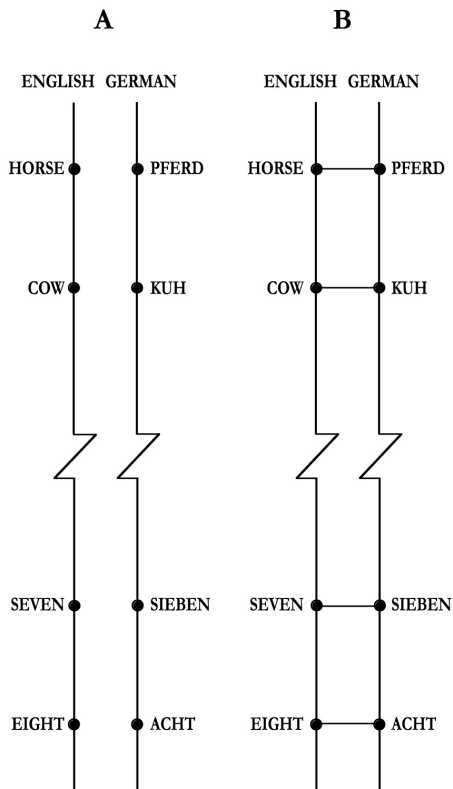 A B
ENGLISH GERMAN ENGLISH GERMAN
HORSE PFERD HORSE PFERD
COW KUH COW KUH
SEVEN SIEBEN SEVEN SIEBEN
EIGHT ACHT EIGHT ACHT